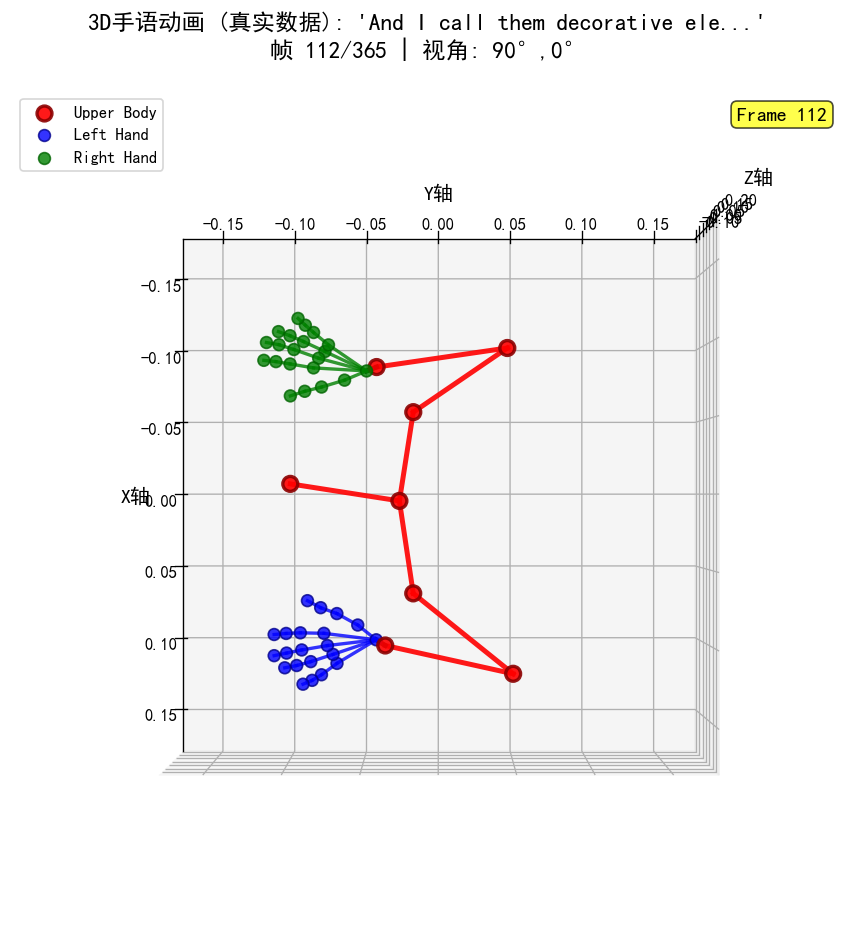 3D手语动画 (真实数据): 'And I call them decorative ele...'
帧 112/365 | 视角: 90°,0°
Upper Body
Left Hand
Right Hand
Frame 112
Z轴
Y轴
-0.15 -0.10 -0.05 0.00 0.05 0.10 0.15
-0.15
-0.10
-0.05
X轴
0.00
0.05
0.10
0.15